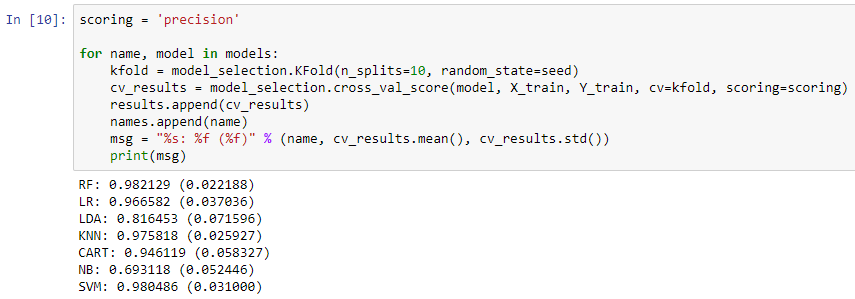 In [10]: scoring = 'precision'
for name, model in models:
    kfold = model_selection.KFold(n_splits=10, random_state=seed)
    cv_results = model_selection.cross_val_score(model, X_train, Y_train, cv=kfold, scoring=scoring)
    results.append(cv_results)
    names.append(name)
    msg = "%s: %f (%f)" % (name, cv_results.mean(), cv_results.std())
    print(msg)
RF: 0.982129 (0.022188)
LR: 0.966582 (0.037036)
LDA: 0.816453 (0.071596)
KNN: 0.975818 (0.025927)
CART: 0.946119 (0.058327)
NB: 0.693118 (0.052446)
SVM: 0.980486 (0.031000)